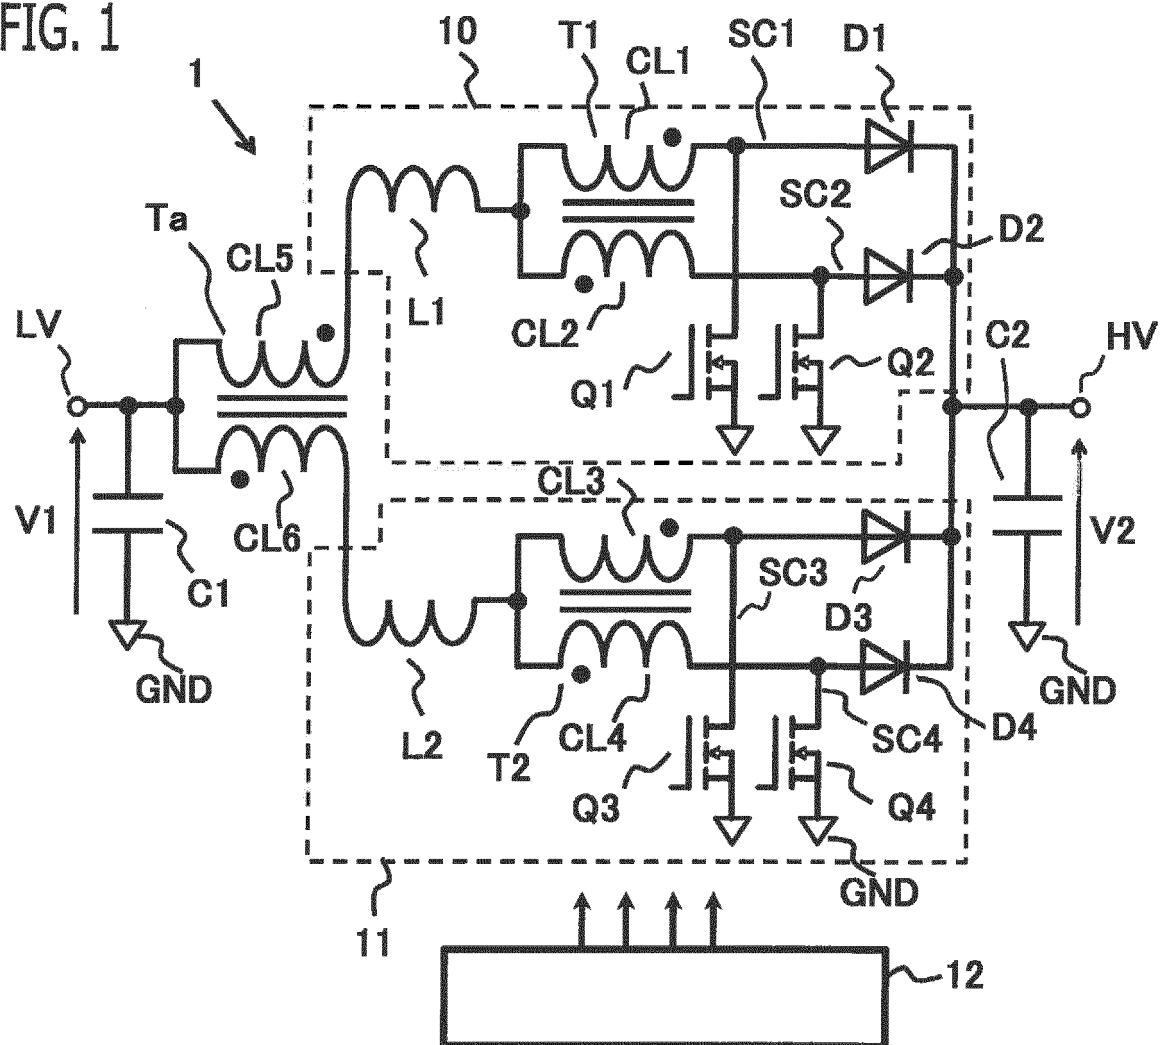 FIG. 1
1
10
T1
CL1
SC1
D1
Ta
CL5
L1
CL2
SC2
D2
LV
Q1
Q2
C2
HV
V1
C1
CL6
CL3
SC3
D3
V2
GND
L2
T2
CL4
SC4
D4
GND
Q3
Q4
GND
11
12